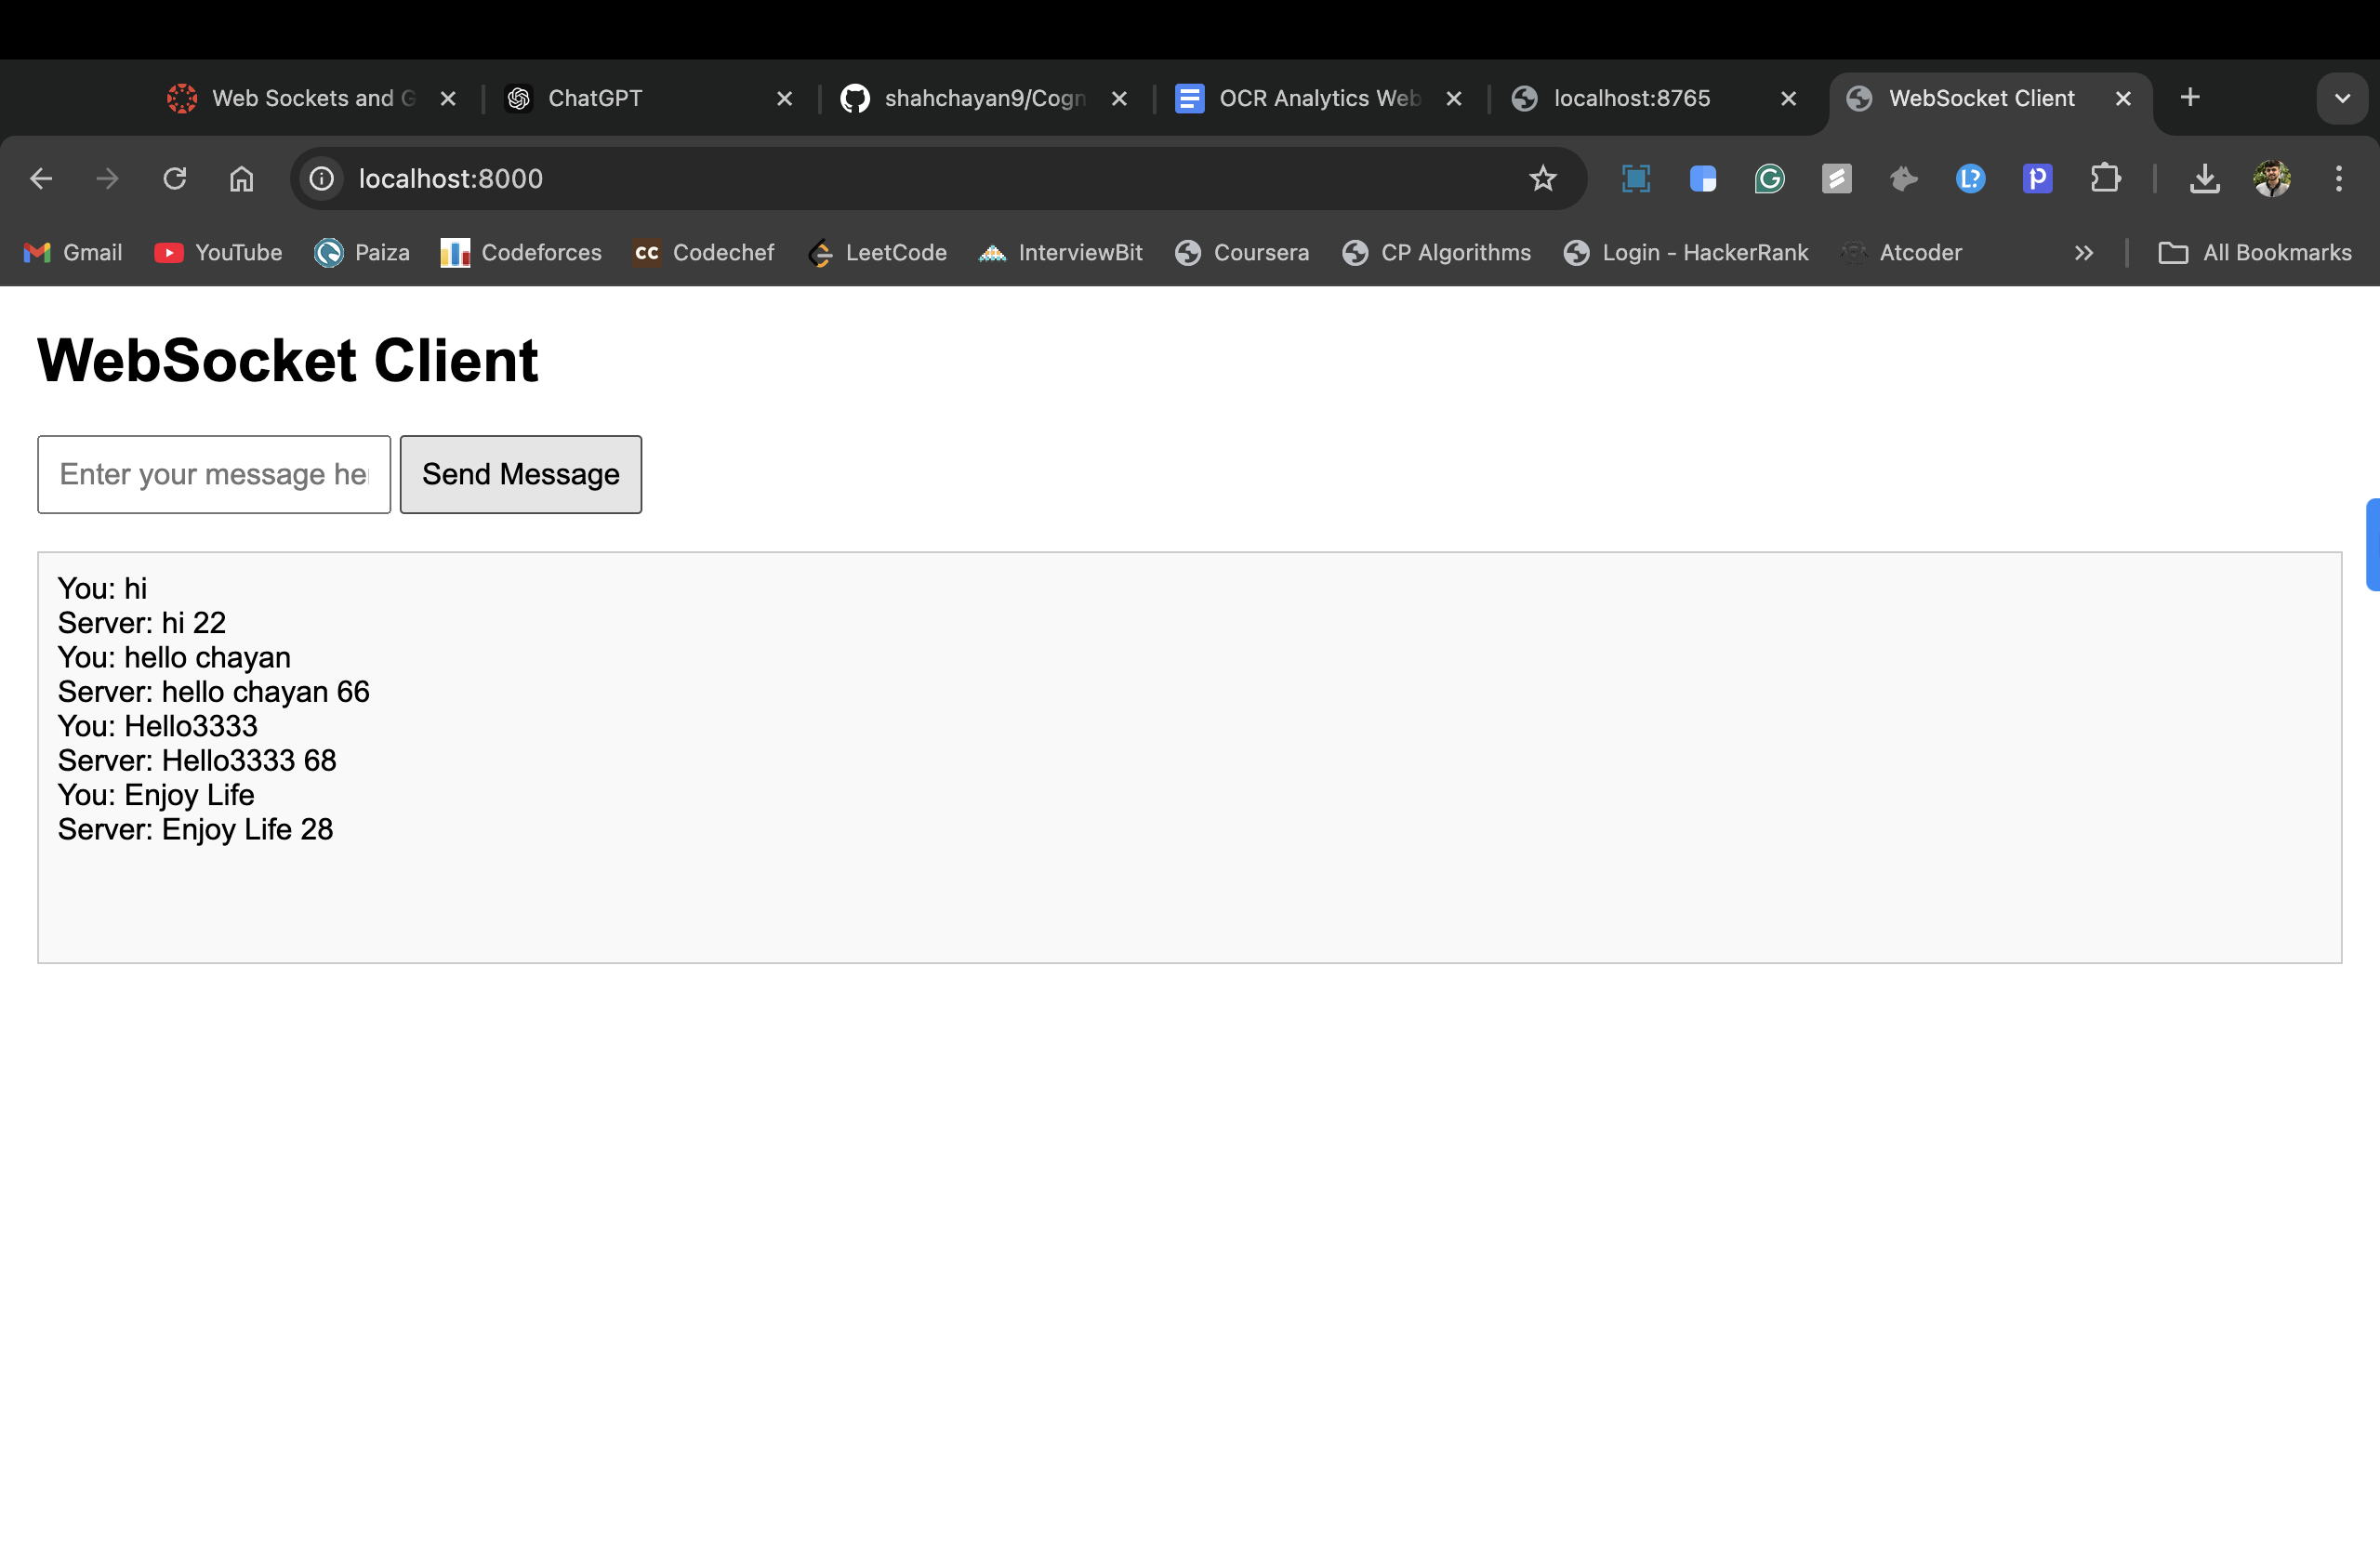 Web Sockets and G
ChatGPT
shahchayan9/Cogn
OCR Analytics Web
localhost:8765
WebSocket Client
localhost:8000
Gmail
YouTube
Paiza
Codeforces
CC Codechef
LeetCode
InterviewBit
Coursera
CP Algorithms
Login - HackerRank
Atcoder
All Bookmarks
WebSocket Client
Enter your message her
Send Message
You: hi
Server: hi 22
You: hello chayan
Server: hello chayan 66
You: Hello3333
Server: Hello3333 68
You: Enjoy Life
Server: Enjoy Life 28